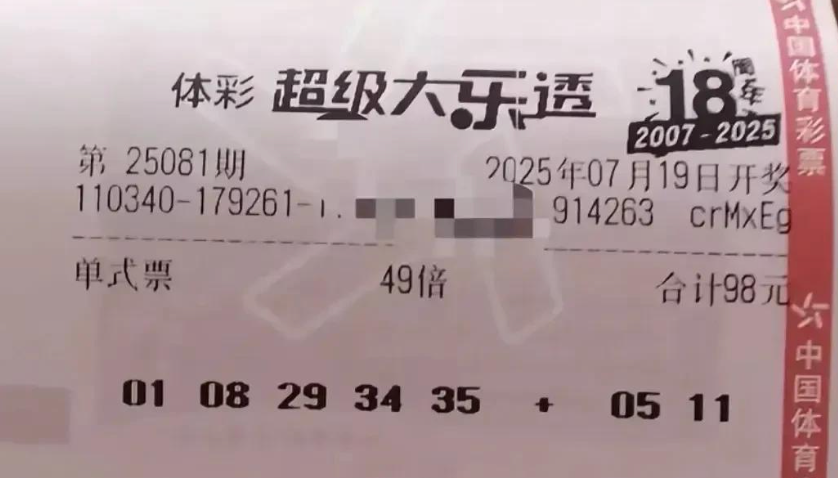 体彩 超级大乐透 18周年
2007-2025
第 25081期 2025年07月19日开奖
110340-179261-1. 914263 crMxEg
单式票 49倍 合计98元
01 08 29 34 35 + 05 11
中国体育彩票
中国体育